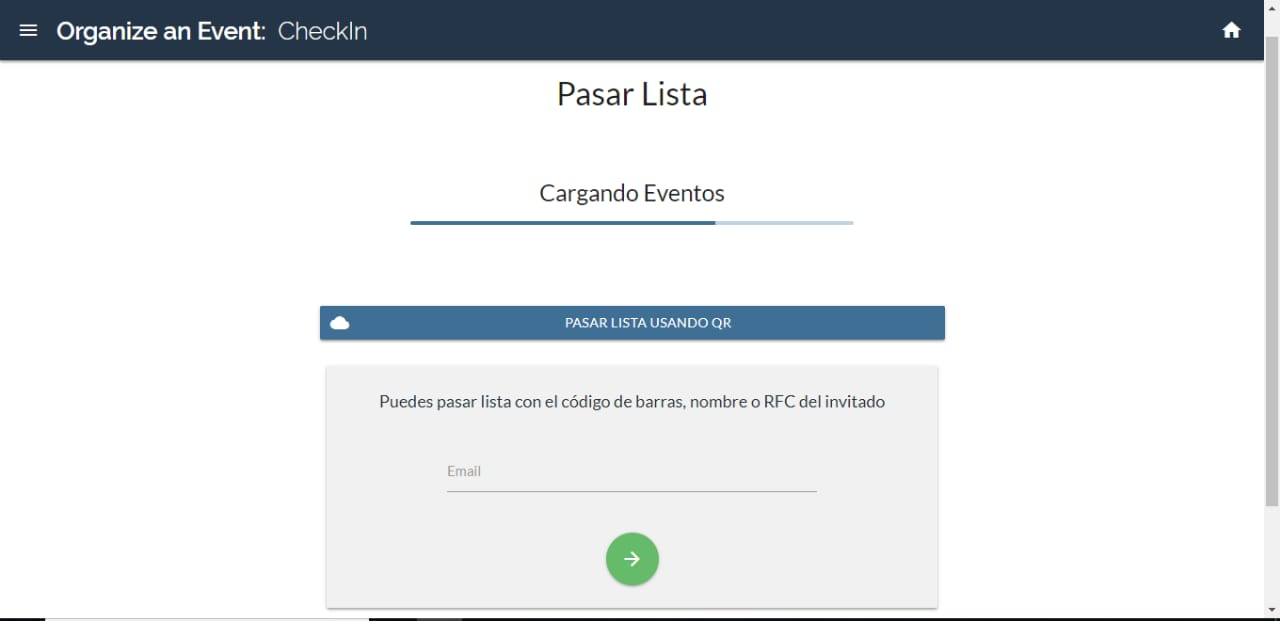 Organize an Event: CheckIn
Pasar Lista
Cargando Eventos
PASAR LISTA USANDO QR
Puedes pasar lista con el código de barras, nombre o RFC del invitado
Email